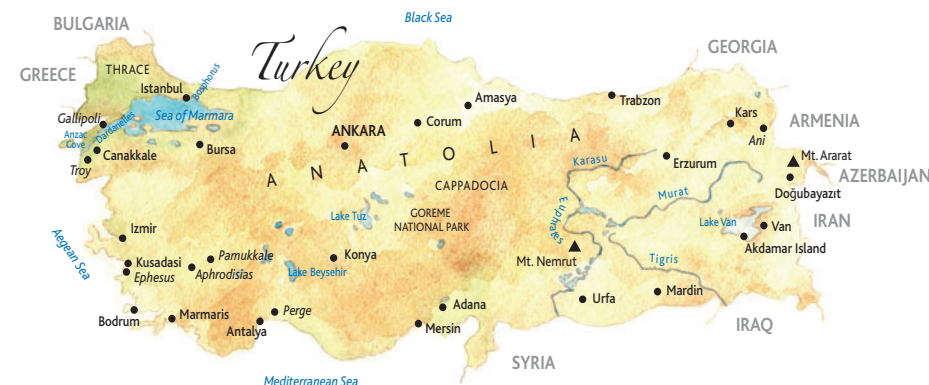 Black Sea
BULGARIA
Turkey
GEORGIA
GREECE
THRACE
Istanbul
Bosphorus
Amasya
Trabzon
Gallipoli
Dardanelles
Sea of Marmara
Corum
Kars
ARMENIA
Anzac
Cove
ANKARA
Ani
Canakkale
Bursa
ANATOLIA
Karasu
Erzurum
Mt. Ararat
Troy
AZERBAIJAN
CAPPADOCIA
Murat
Doğubayazıt
Lake Tuz
GOREME
NATIONAL PARK
Euphrates
Lake Van
Van
IRAN
Izmir
Akdamar Island
Aegean Sea
Kusadasi
Pamukkale
Konya
Mt. Nemrut
Tigris
Ephesus
Aphrodisias
Lake Beysehir
Urfa
Mardin
Bodrum
Marmaris
Perge
Adana
Antalya
Mersin
IRAQ
SYRIA
Mediterranean Sea